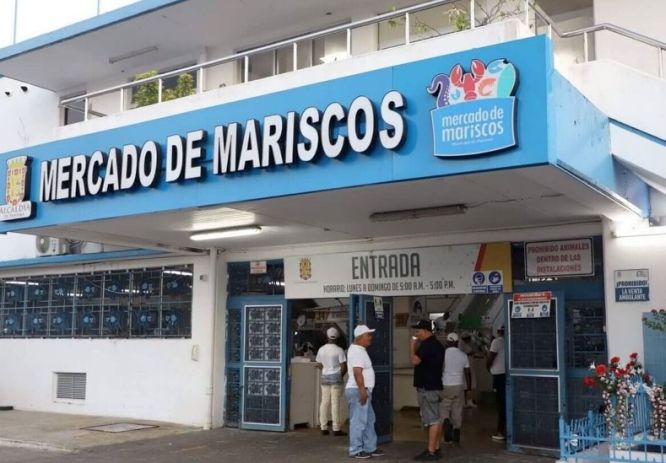 MERCADO DE MARISCOS
mercado de
mariscos
ALCALDÍA
ENTRADA
HORARIO: LUNES A DOMINGO DE 5:00 A.M. - 5:00 P.M.
PROHIBIDO ANIMALES
DENTRO DE LAS
INSTALACIONES
¡PROHIBIDO!
LA VENTA
AMBULANTE